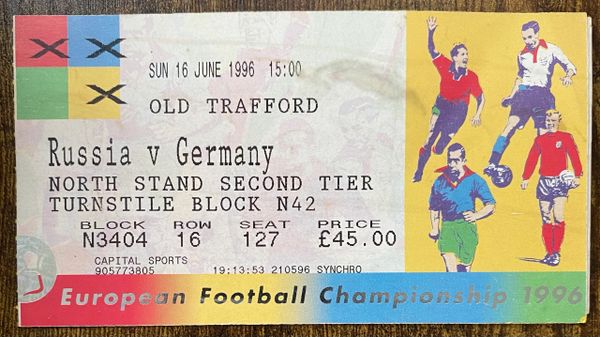 SUN 16 JUNE 1996 15:00
OLD TRAFFORD
Russia v Germany
NORTH STAND SECOND TIER
TURNSTILE BLOCK N42
BLOCK ROW SEAT PRICE
N3404 16 127 £45.00
CAPITAL SPORTS
905773805 19:13:53 210596 SYNCHRO
European Football Championship 1996